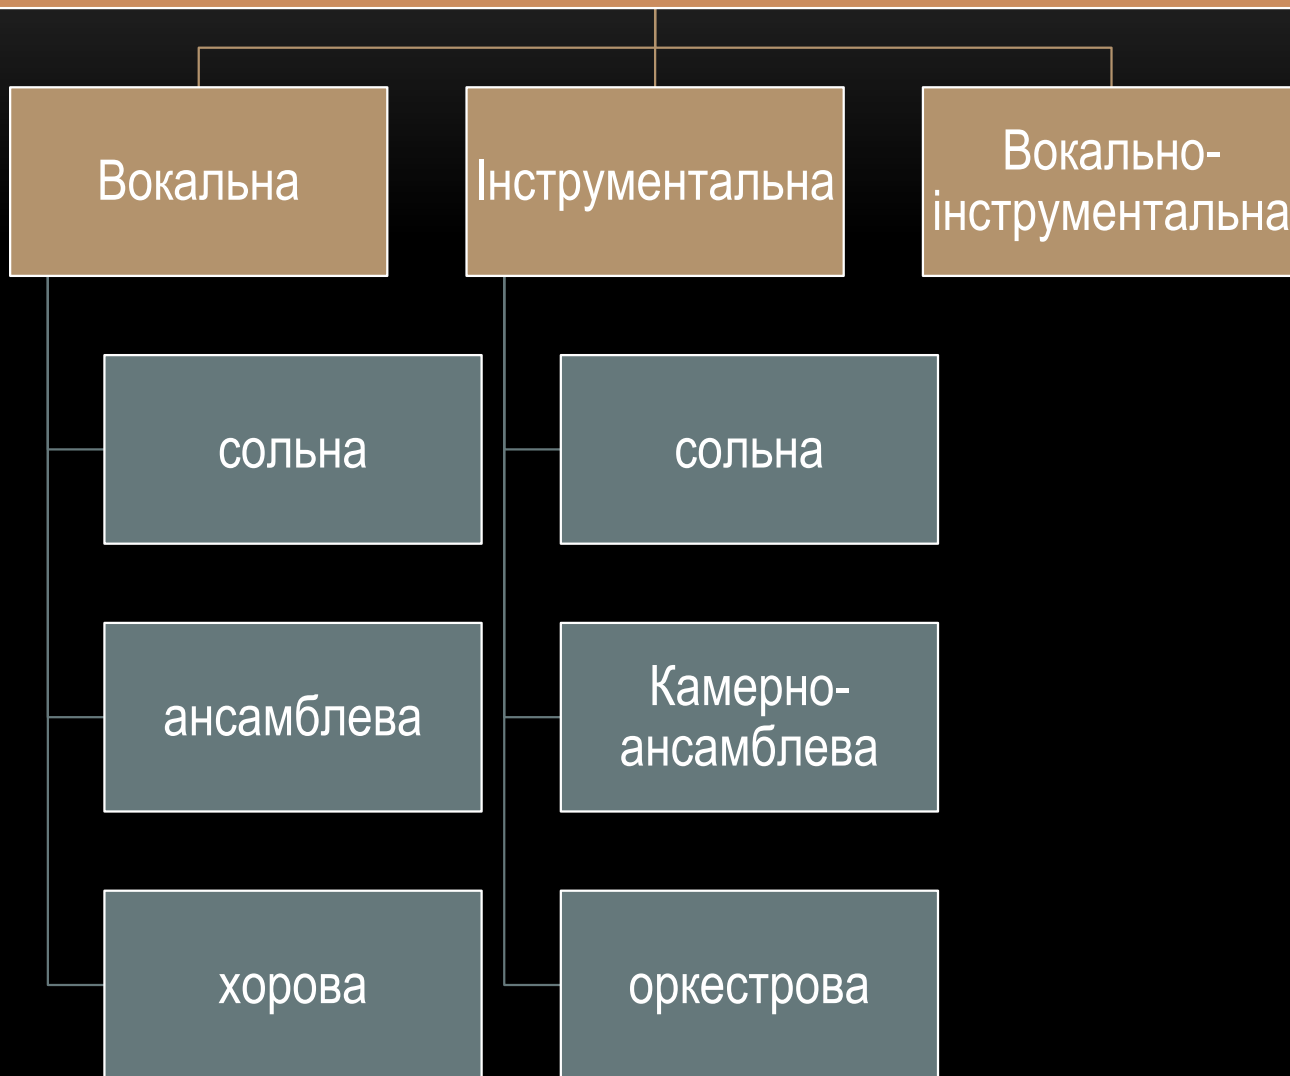 Вокальна
Інструментальна
Вокально-
інструментальна
сольна
сольна
ансамблева
Камерно-
ансамблева
хорова
оркестрова